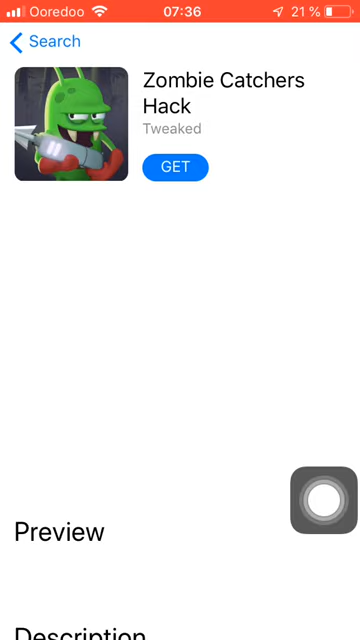 Ooredoo 07:36 21 %
Search
Zombie Catchers
Hack
Tweaked
GET
Preview
Description